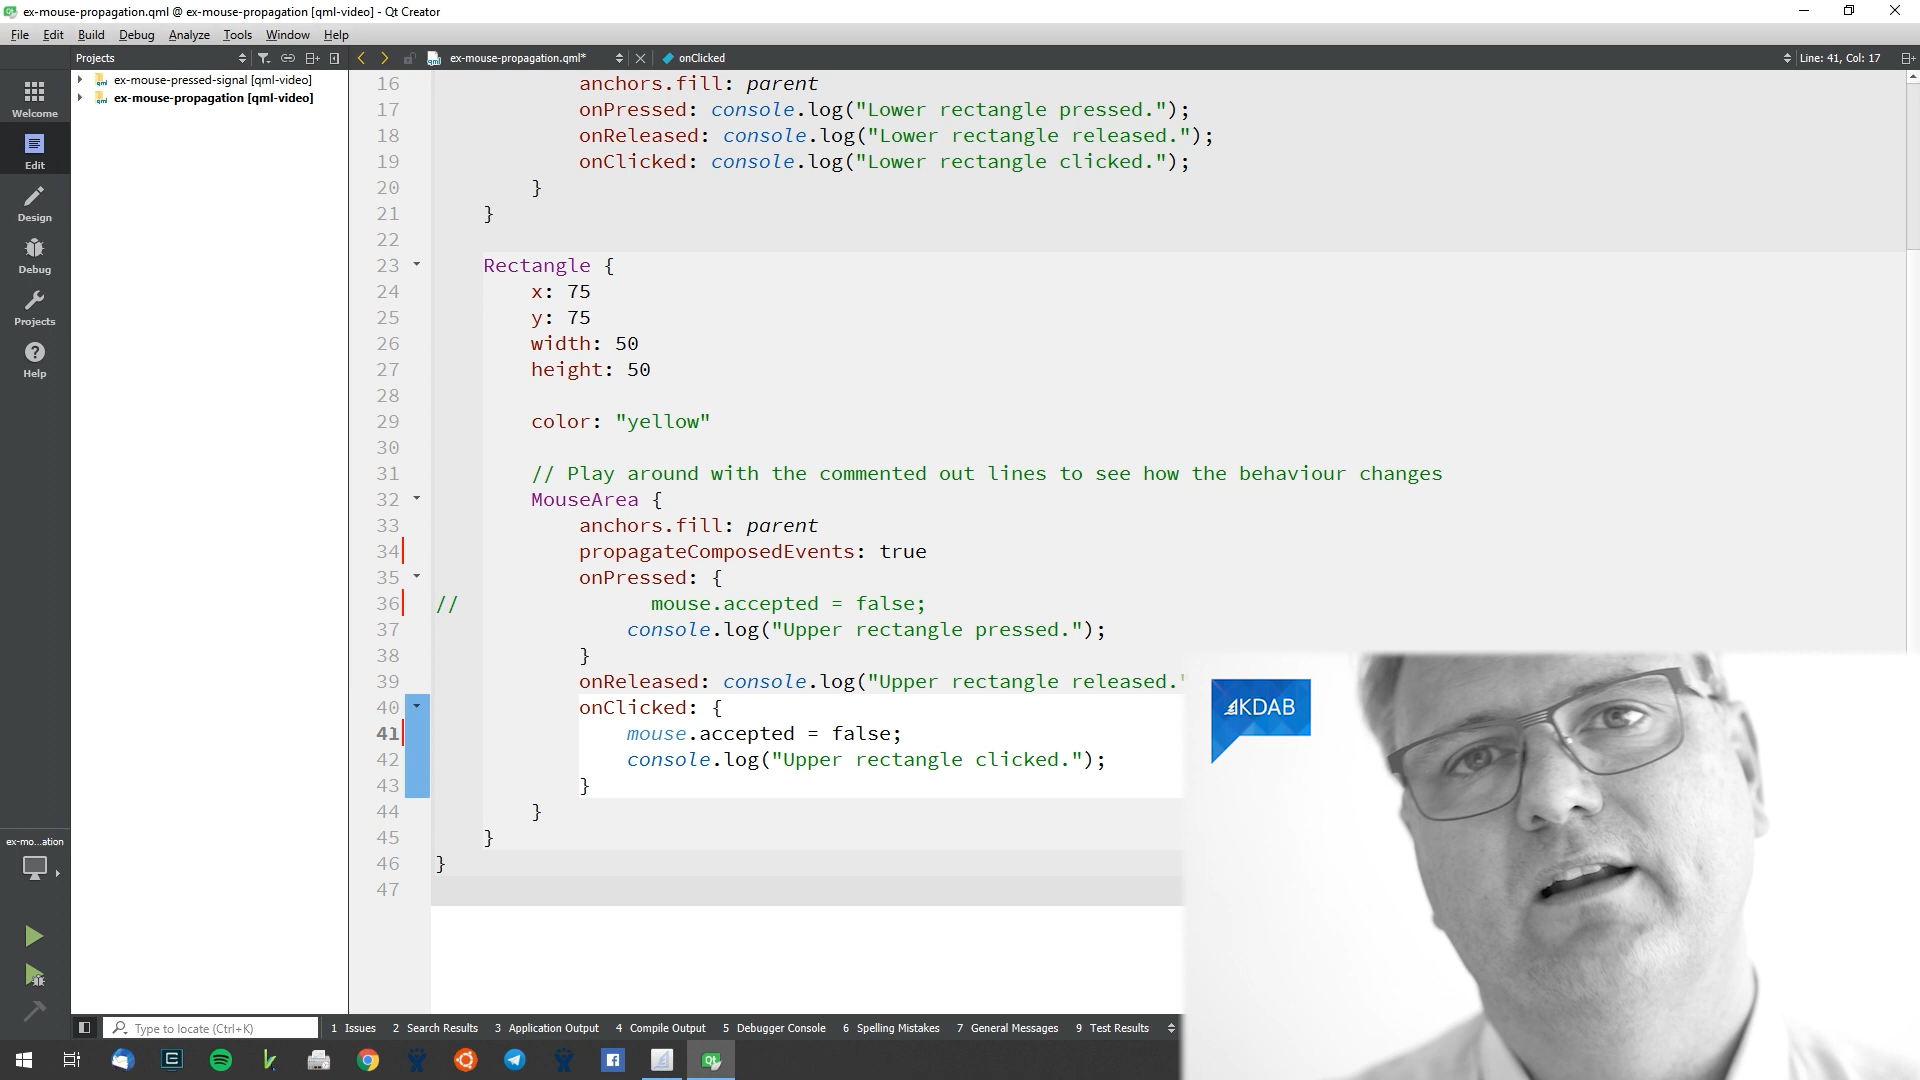 ex-mouse-propagation.qml @ ex-mouse-propagation [qml-video] - Qt Creator
File Edit Build Debug Analyze Tools Window Help
Projects ex-mouse-propagation.qml* onClicked Line: 41, Col: 17
ex-mouse-pressed-signal [qml-video]
ex-mouse-propagation [qml-video]
Welcome
Edit
Design
Debug
Projects
Help
ex-mo...ation
16 anchors.fill: parent
17 onPressed: console.log("Lower rectangle pressed.");
18 onReleased: console.log("Lower rectangle released.");
19 onClicked: console.log("Lower rectangle clicked.");
20 }
21 }
22
23 Rectangle {
24 x: 75
25 y: 75
26 width: 50
27 height: 50
28
29 color: "yellow"
30
31 // Play around with the commented out lines to see how the behaviour changes
32 MouseArea {
33 anchors.fill: parent
34 propagateComposedEvents: true
35 onPressed: {
36 // mouse.accepted = false;
37 console.log("Upper rectangle pressed.");
38 }
39 onReleased: console.log("Upper rectangle released.
40 onClicked: {
41 mouse.accepted = false;
42 console.log("Upper rectangle clicked.");
43 }
44 }
45 }
46 }
47
KDAB
Type to locate (Ctrl+K) 1 Issues 2 Search Results 3 Application Output 4 Compile Output 5 Debugger Console 6 Spelling Mistakes 7 General Messages 9 Test Results